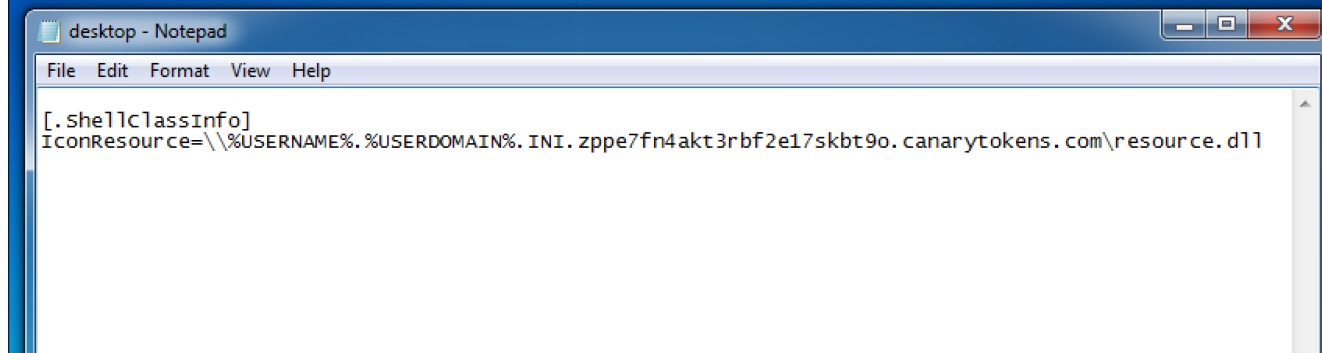 desktop - Notepad
File Edit Format View Help
[.ShellClassInfo]
IconResource=\\%USERNAME%.%USERDOMAIN%.INI.zppe7fn4akt3rbf2e17skbt9o.canarytokens.com\resource.dll